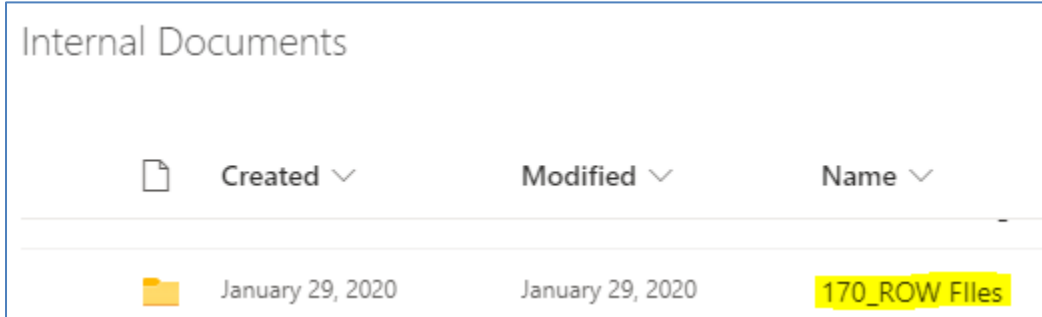 Internal Documents
Created Modified Name
January 29, 2020 January 29, 2020 170_ROW FIles